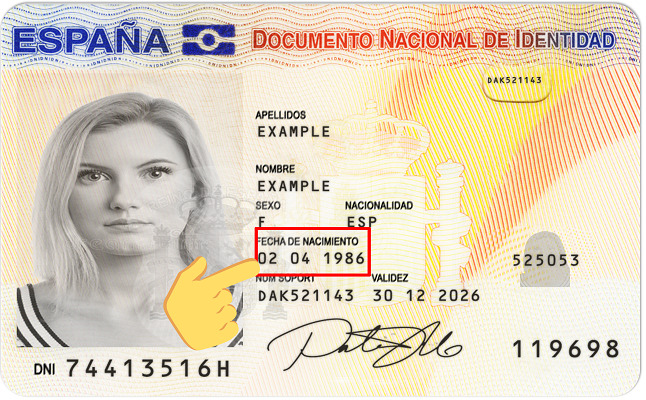 ESPAÑA DOCUMENTO NACIONAL DE IDENTIDAD
DAK521143
APELLIDOS
EXAMPLE
NOMBRE
EXAMPLE
SEXO NACIONALIDAD
F ESP
FECHA DE NACIMIENTO
02 04 1986
NUM SOPORT VALIDEZ
DAK521143 30 12 2026
525053
DNI 74413516H
119698